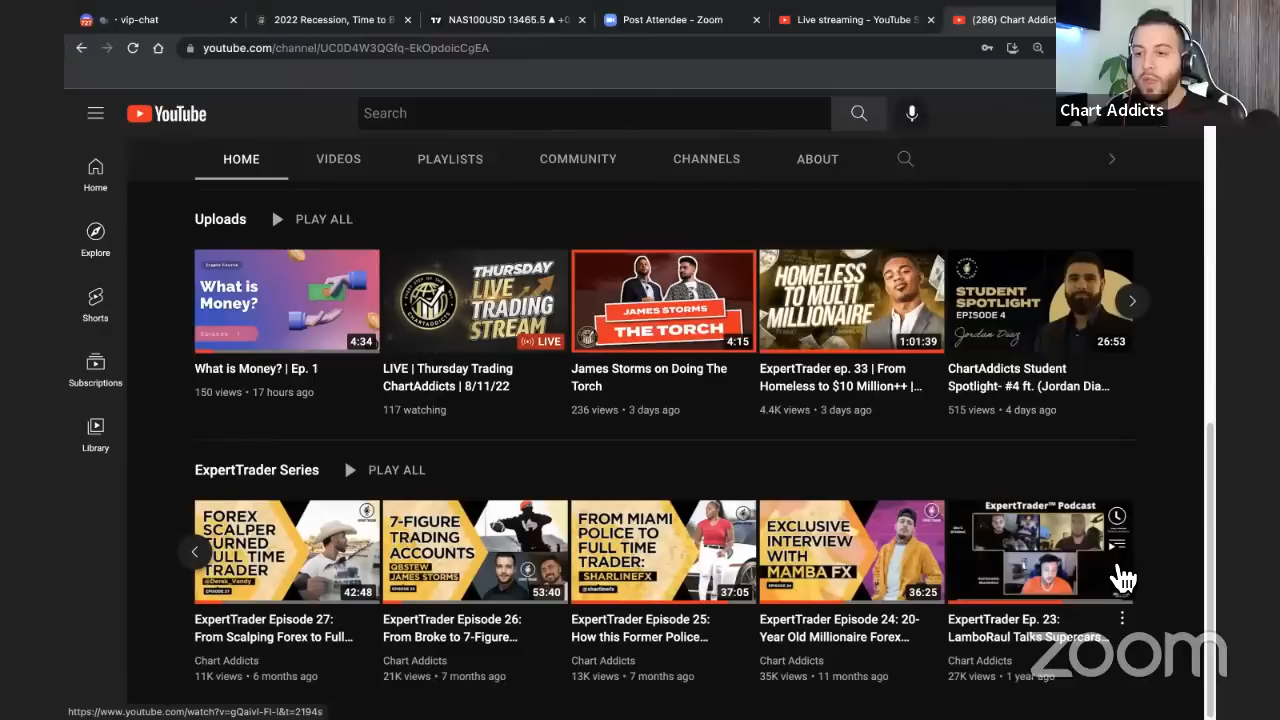 vip-chat
2022 Recession, Time to B
NAS100USD 13465.5 ▲ +0
Post Attendee - Zoom
Live streaming - YouTube S
(286) Chart Addict
youtube.com/channel/UC0D4W3QGfq-EkOpdoicCgEA
Chart Addicts
YouTube
Search
HOME
VIDEOS
PLAYLISTS
COMMUNITY
CHANNELS
ABOUT
Home
Explore
Shorts
Subscriptions
Library
Uploads
PLAY ALL
What is
Money?
4:34
THURSDAY
LIVE
TRADING
STREAM
LIVE
JAMES STORMS
THE TORCH
4:15
HOMELESS
TO MULTI
MILLIONAIRE
1:01:39
STUDENT
SPOTLIGHT
EPISODE 4
Jordan Diaz
26:53
What is Money? | Ep. 1
150 views • 17 hours ago
LIVE | Thursday Trading
ChartAddicts | 8/11/22
117 watching
James Storms on Doing The
Torch
236 views • 3 days ago
ExpertTrader ep. 33 | From
Homeless to $10 Million++ |...
4.4K views • 3 days ago
ChartAddicts Student
Spotlight- #4 ft. (Jordan Dia...
515 views • 4 days ago
ExpertTrader Series
PLAY ALL
FOREX
SCALPER
TURNED
FULL TIME
TRADER
@Derek_Vandy
42:48
7-FIGURE
TRADING
ACCOUNTS
QBSTEW
JAMES STORMS
53:40
FROM MIAMI
POLICE TO
FULL TIME
TRADER:
SHARLINEFX
37:05
EXCLUSIVE
INTERVIEW
WITH
MAMBA FX
36:25
ExpertTrader™ Podcast
ExpertTrader Episode 27:
From Scalping Forex to Full...
Chart Addicts
11K views • 6 months ago
ExpertTrader Episode 26:
From Broke to 7-Figure...
Chart Addicts
21K views • 7 months ago
ExpertTrader Episode 25:
How this Former Police...
Chart Addicts
13K views • 7 months ago
ExpertTrader Episode 24: 20-
Year Old Millionaire Forex...
Chart Addicts
35K views • 11 months ago
ExpertTrader Ep. 23:
LamboRaul Talks Supercars...
Chart Addicts
27K views • 1 year ago
zoom
https://www.youtube.com/watch?v=gQaivl-FI-I&t=2194s